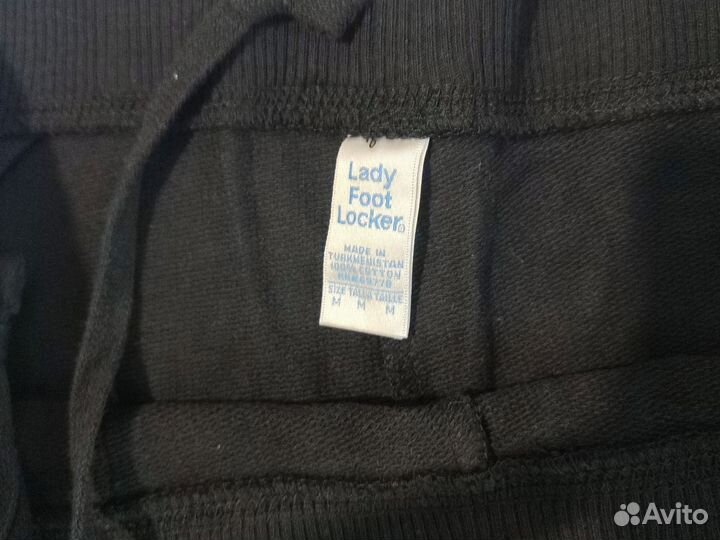 Lady
Foot
Locker®
MADE IN
TURKMENISTAN
100% COTTON
SIZE TALLA TAILLE
M M M
Avito